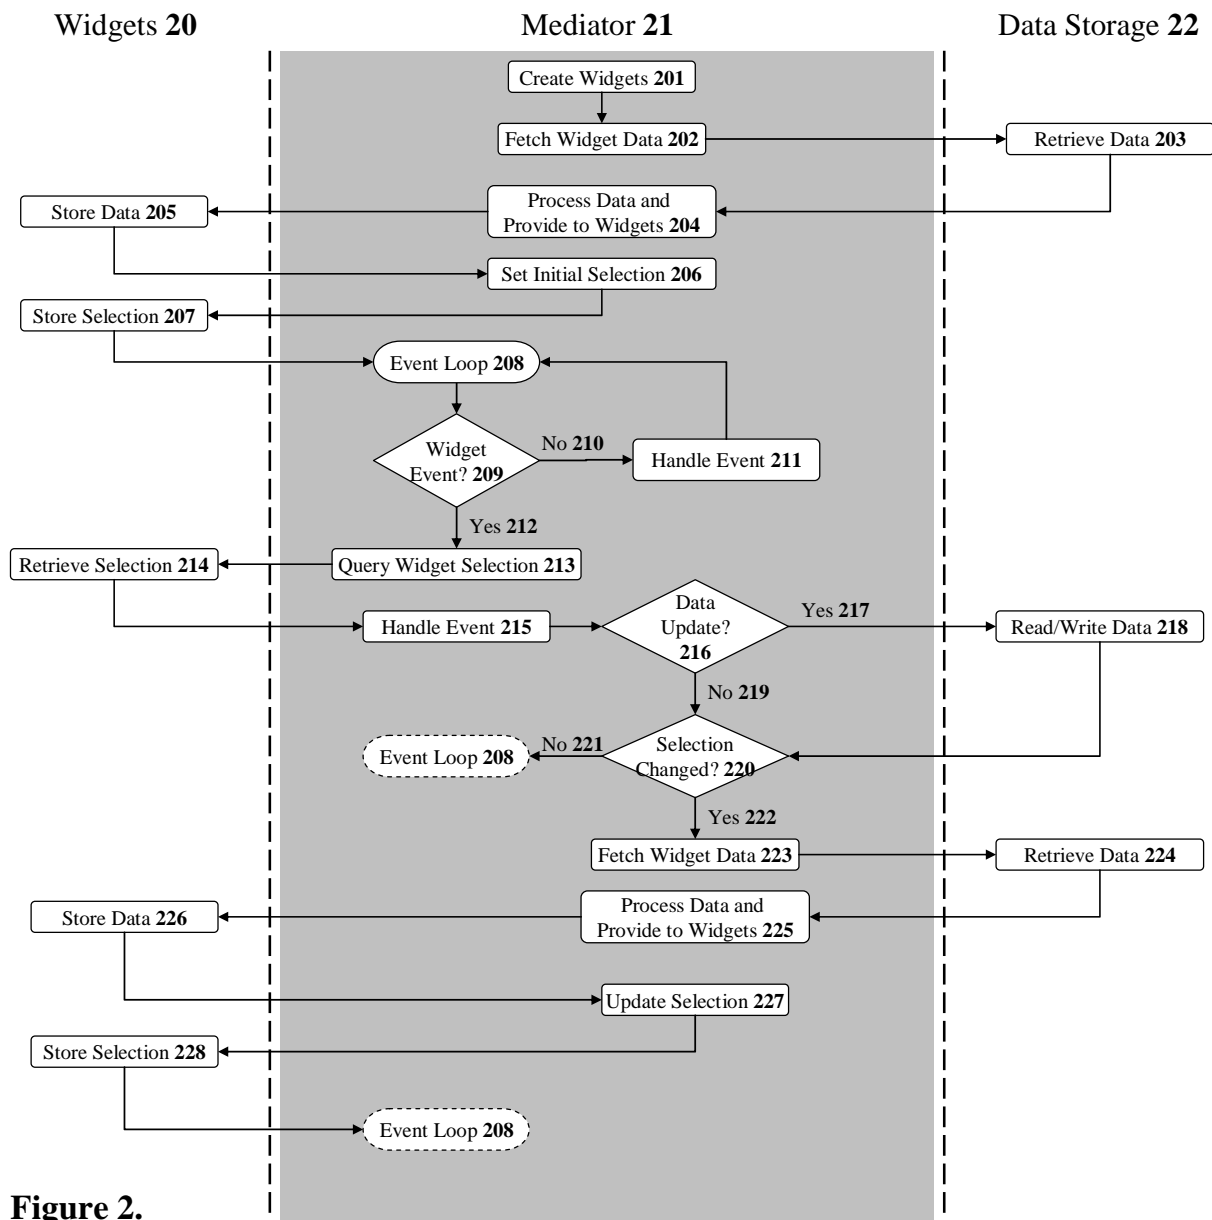 Widgets 20
Mediator 21
Data Storage 22
Create Widgets 201
Fetch Widget Data 202
Retrieve Data 203
Process Data and
Provide to Widgets 204
Store Data 205
Set Initial Selection 206
Store Selection 207
Event Loop 208
Widget
Event? 209
No 210
Handle Event 211
Yes 212
Query Widget Selection 213
Retrieve Selection 214
Handle Event 215
Data
Update?
216
Yes 217
Read/Write Data 218
No 219
Selection
Changed? 220
No 221
Event Loop 208
Yes 222
Fetch Widget Data 223
Retrieve Data 224
Process Data and
Provide to Widgets 225
Store Data 226
Update Selection 227
Store Selection 228
Event Loop 208
Figure 2.